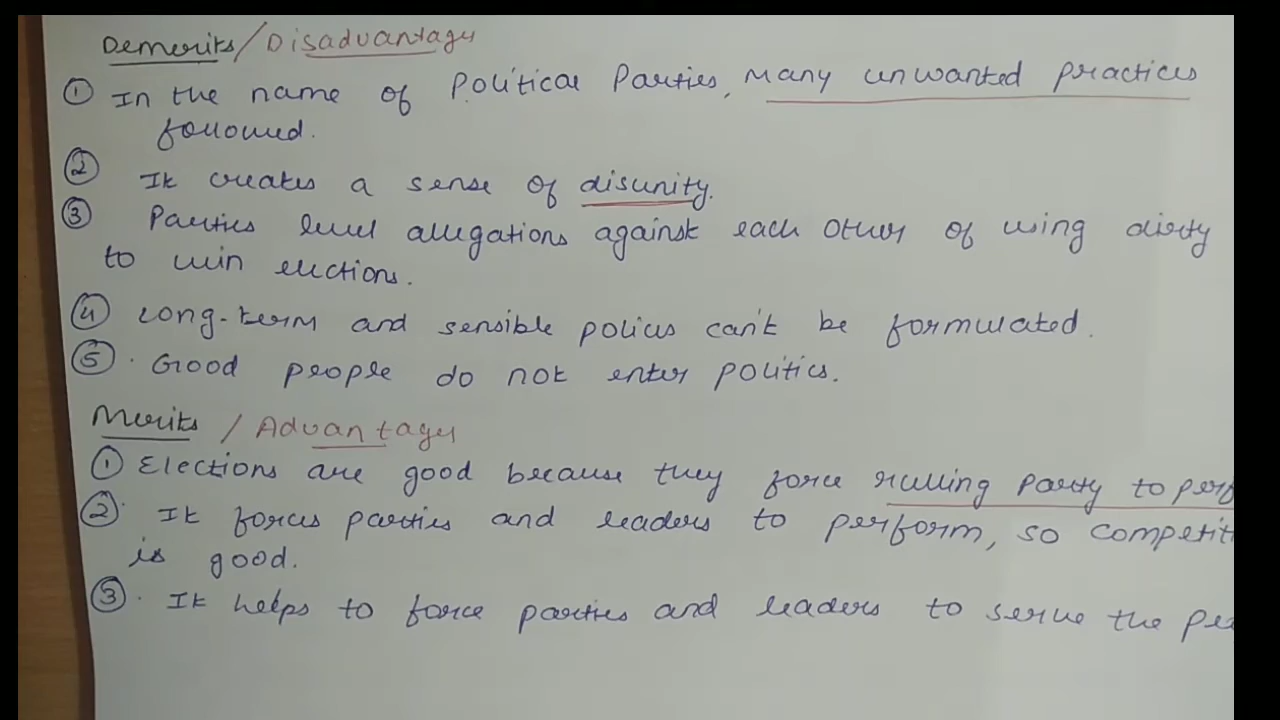 Demerits/Disadvantages
① In the name of Political Parties, many unwanted practices
followed.
② It creates a sense of disunity.
③ Parties level allegations against each other of using dirty
to win elections.
④ Long-term and sensible policies can't be formulated.
⑤ . Good people do not enter politics.
Merits / Advantages
① Elections are good because they force rulling party to perf
② . It forces parties and leaders to perform, so competiti
is good.
③ . It helps to force parties and leaders to serve the pe